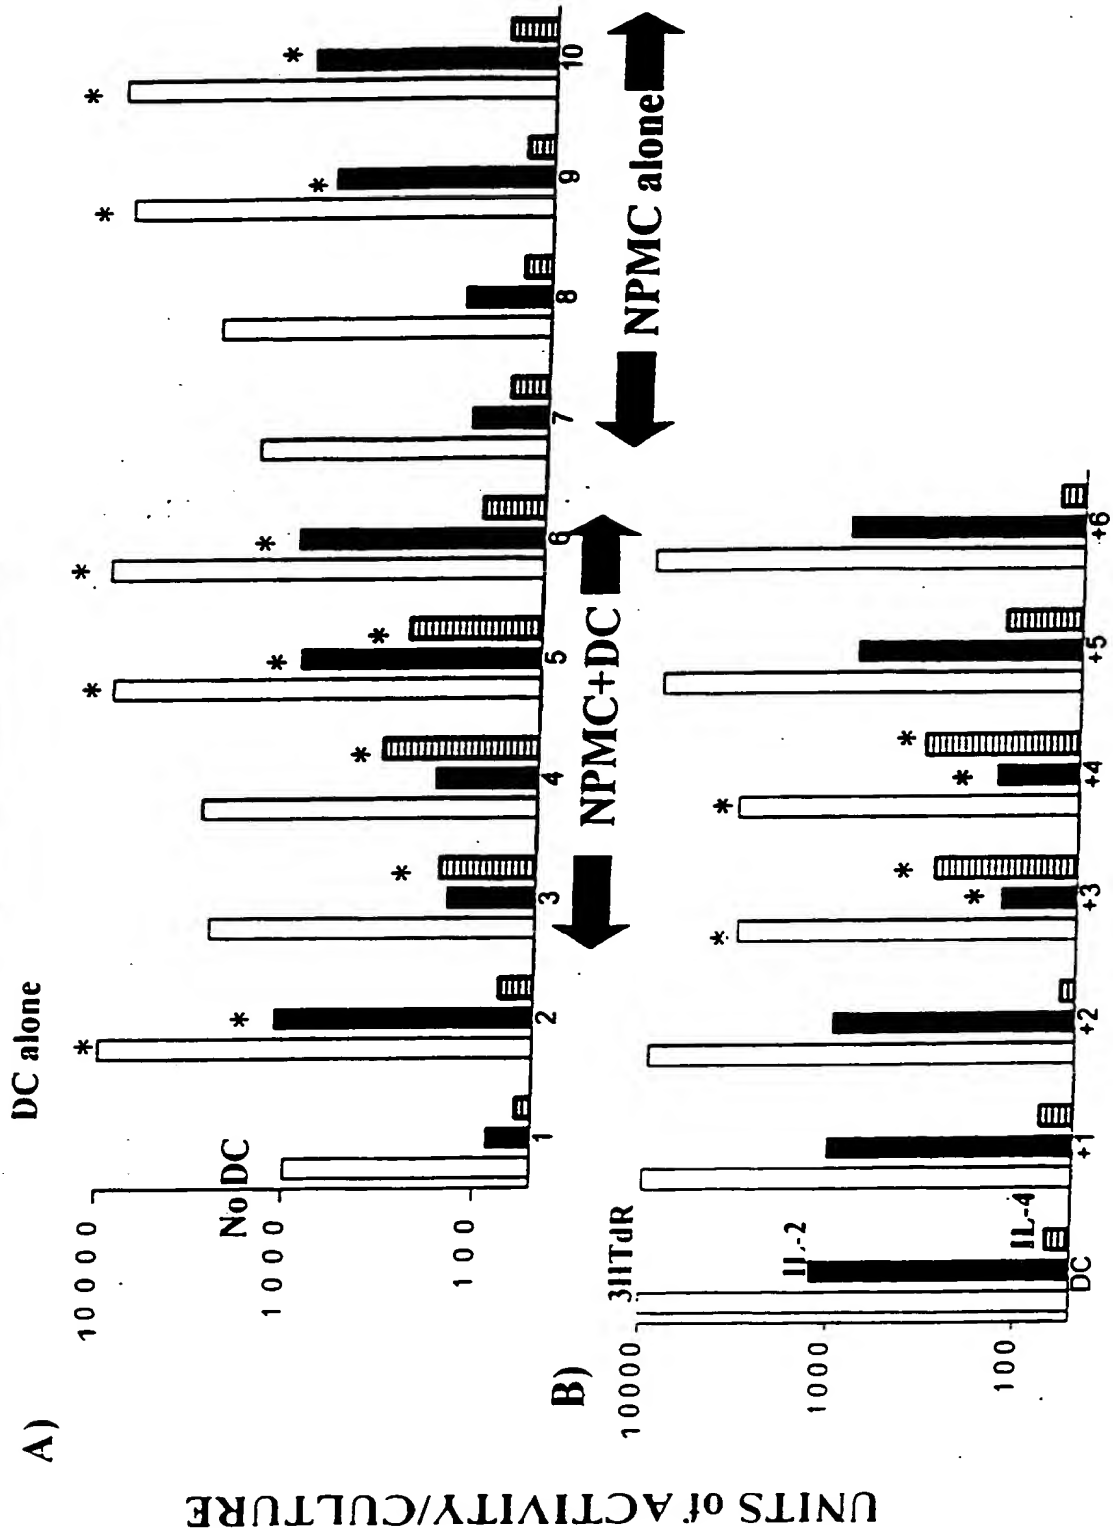 UNITS of ACTIVITY/CULTURE
A)
DC alone
10000
1000
100
No DC
1 2 3 4 5 6 7 8 9 10
NPMC+DC
NPMC alone
B)
10000
1000
100
3HTdR
IL-2
IL-4
DC +1 +2 +3 +4 +5 +6
* * * * * * * * * * * *
* * * * * *